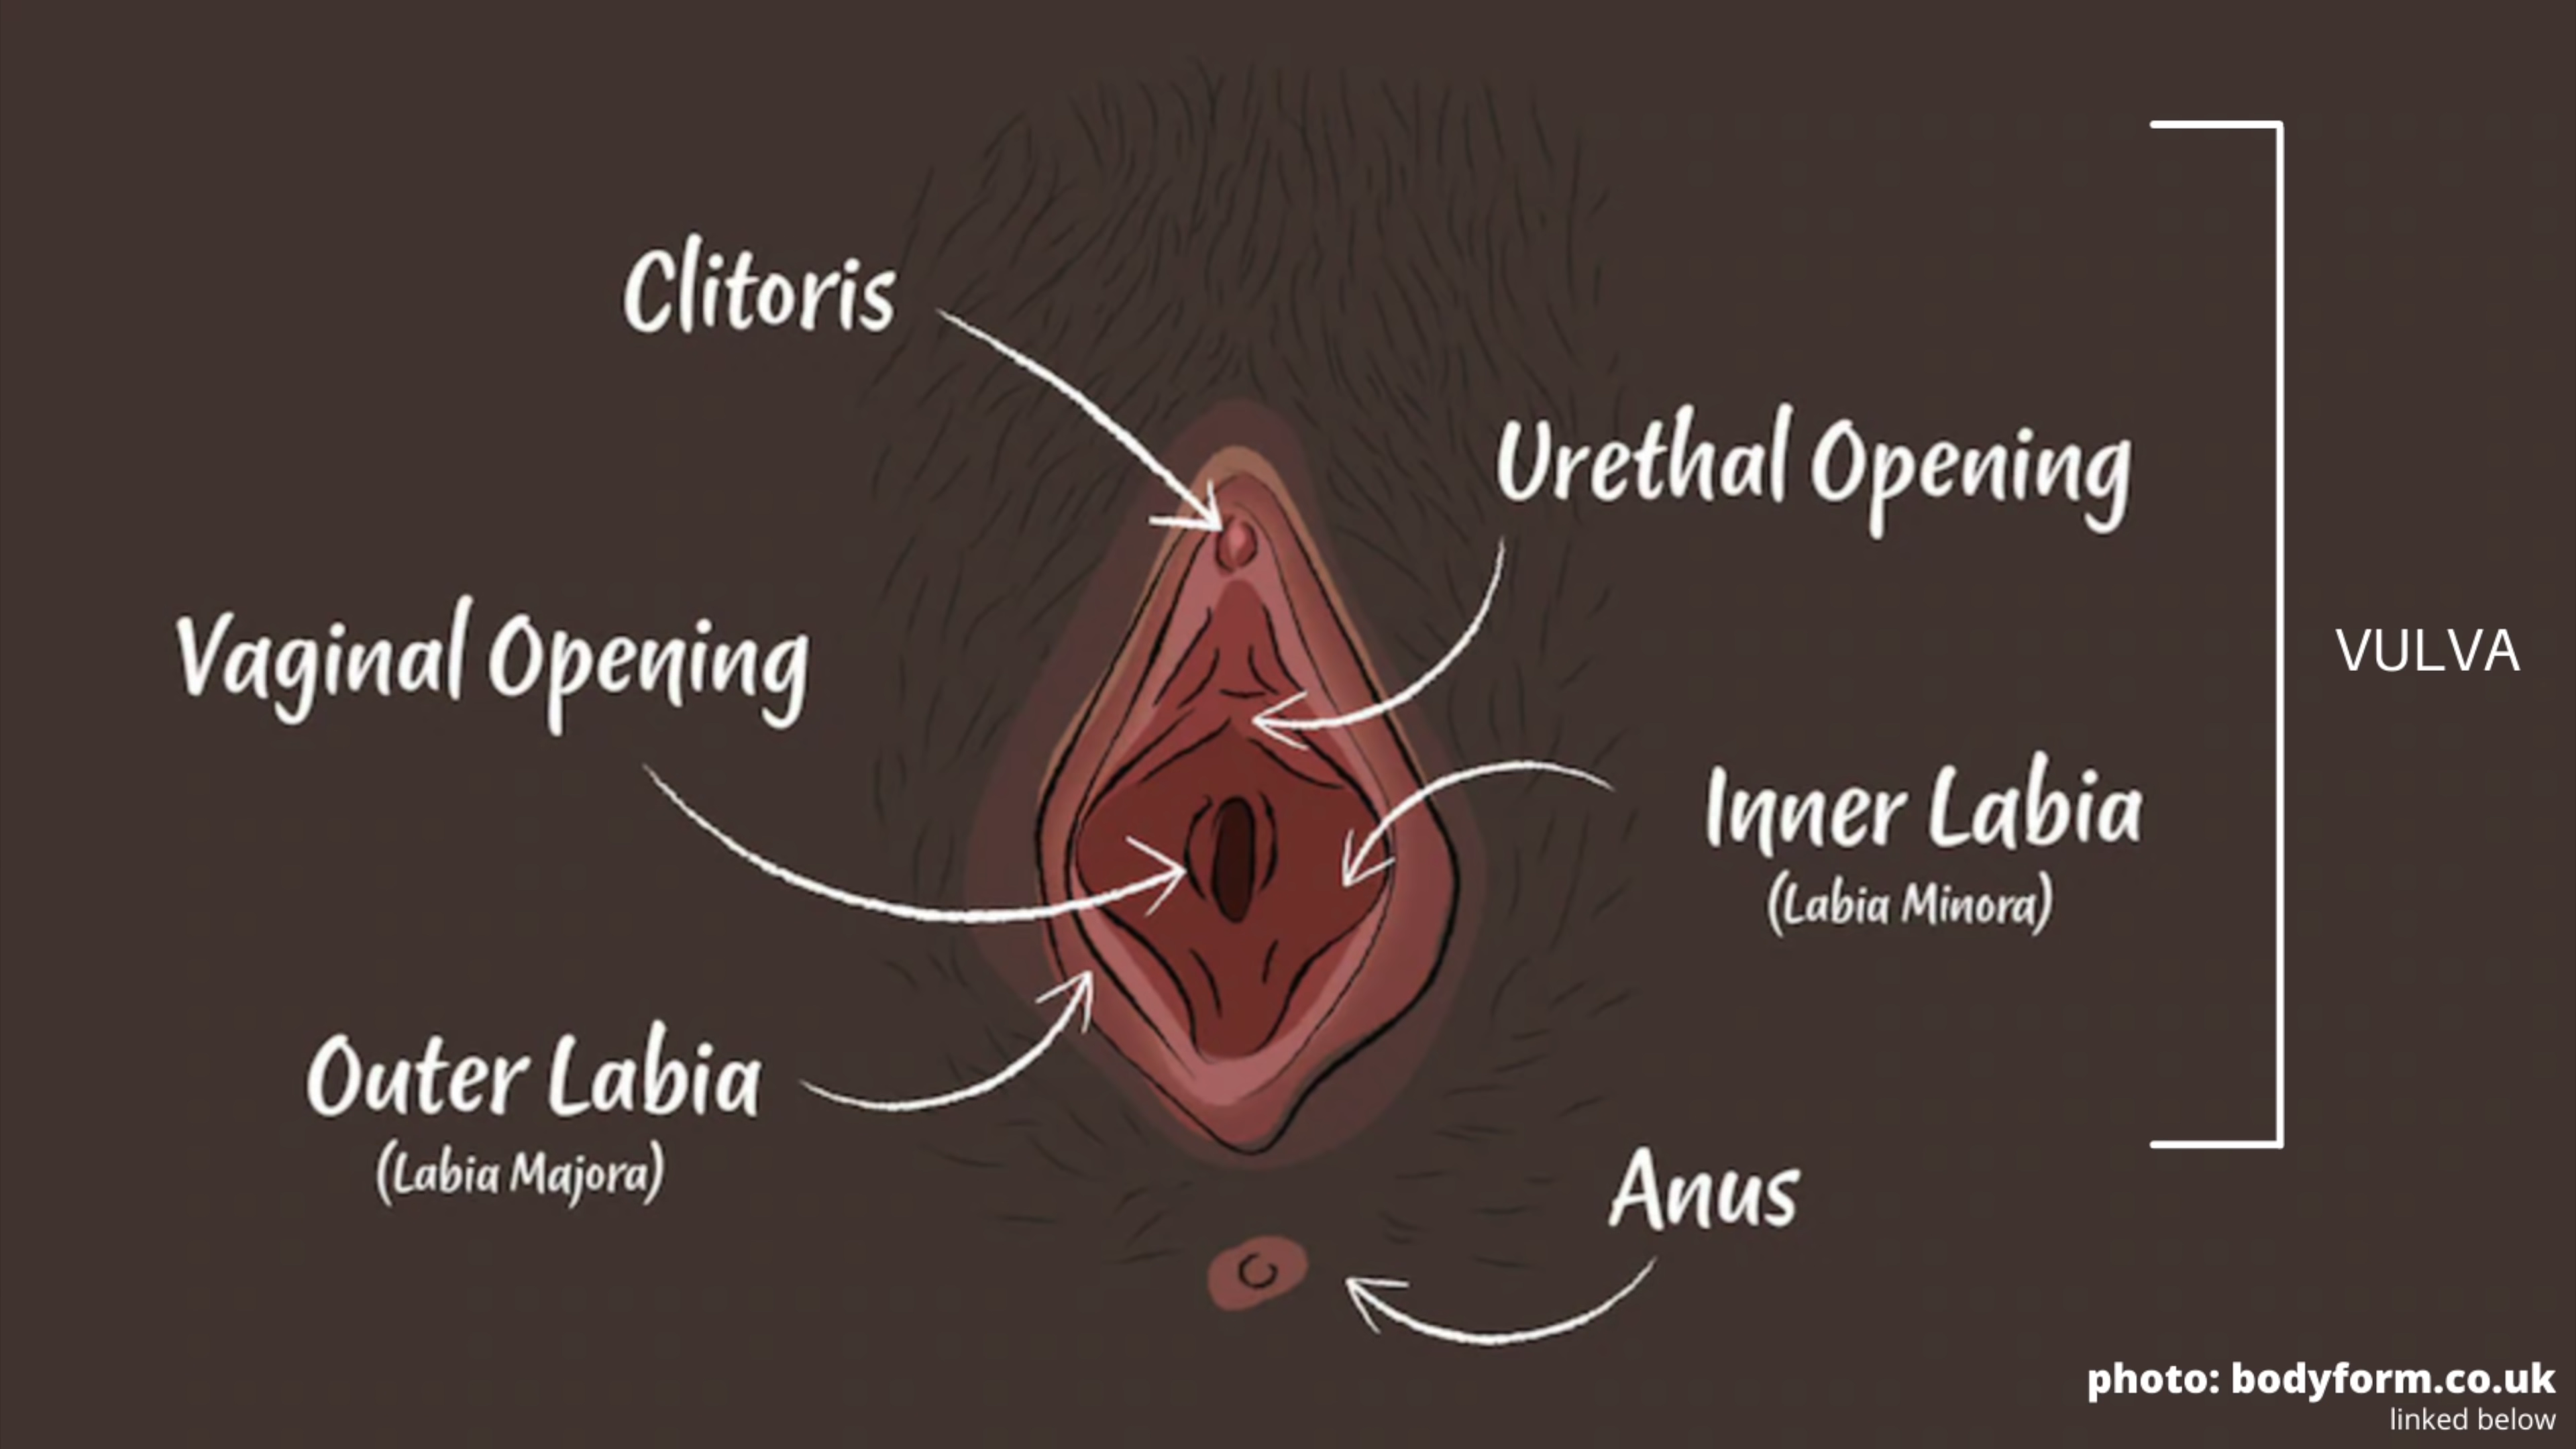 Clitoris
Urethal Opening
Vaginal Opening
VULVA
Inner Labia
(Labia Minora)
Outer Labia
(Labia Majora)
Anus
photo: bodyform.co.uk
linked below